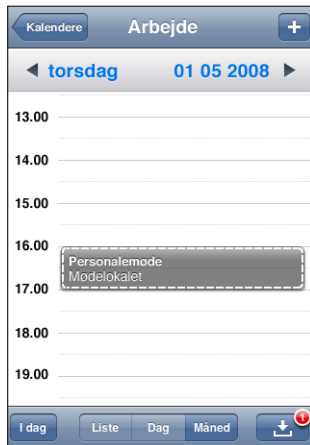 Kalendere Arbejde +
torsdag 01 05 2008
13.00
14.00
15.00
16.00
Personalemøde
Mødelokalet
17.00
18.00
19.00
I dag Liste Dag Måned 1